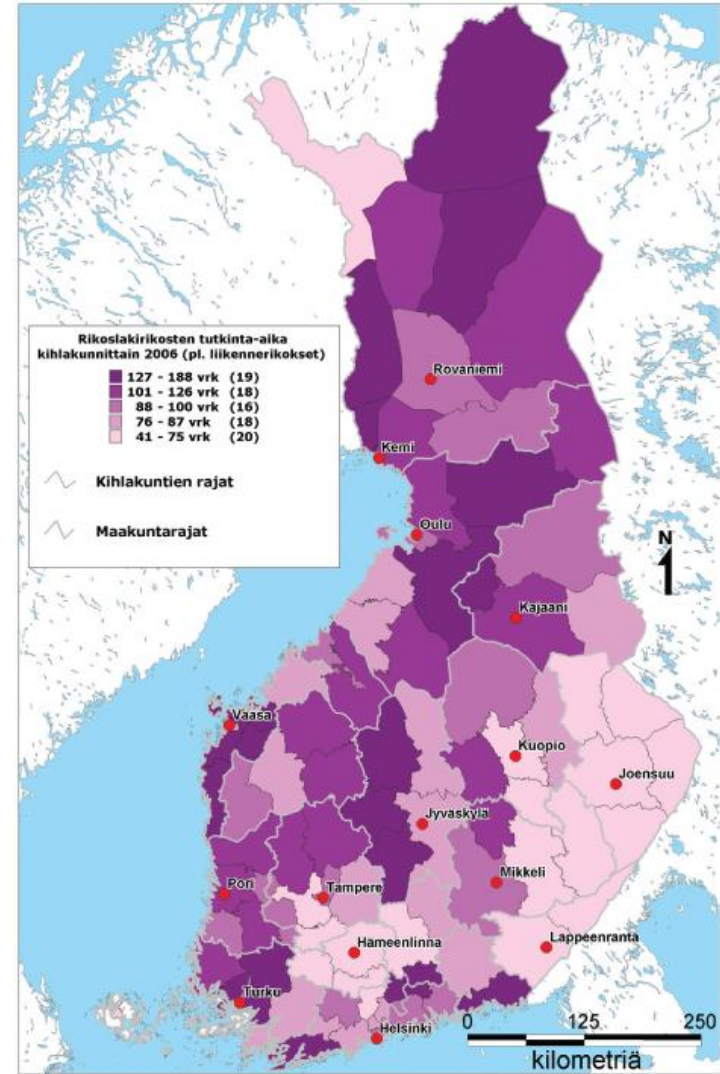 Rikoslakirikosten tutkinta-aika
kihlakunnittain 2006 (pl. liikennerikokset)
127 - 188 vrk (19)
101 - 126 vrk (18)
88 - 100 vrk (16)
76 - 87 vrk (18)
41 - 75 vrk (20)
Kihlakuntien rajat
Maakuntarajat
Rovaniemi
Kemi
Oulu
N
Kajaani
Vaasa
Kuopio
Joensuu
Jyväskylä
Mikkeli
Pori
Tampere
Hämeenlinna
Lappeenranta
Turku
Helsinki
0 125 250
kilometriä